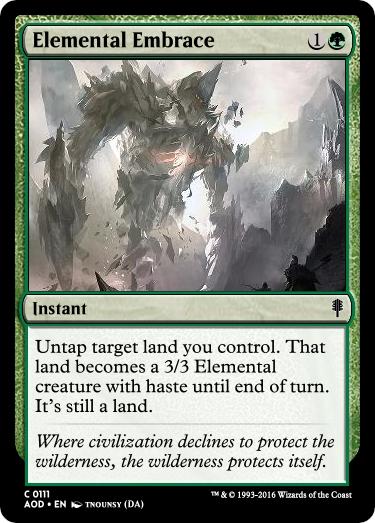 Elemental Embrace 1
Instant
Untap target land you control. That
land becomes a 3/3 Elemental
creature with haste until end of turn.
It's still a land.
Where civilization declines to protect the
wilderness, the wilderness protects itself.
C 0111
AOD • EN TNOUNSY (DA)
™ & © 1993-2016 Wizards of the Coast